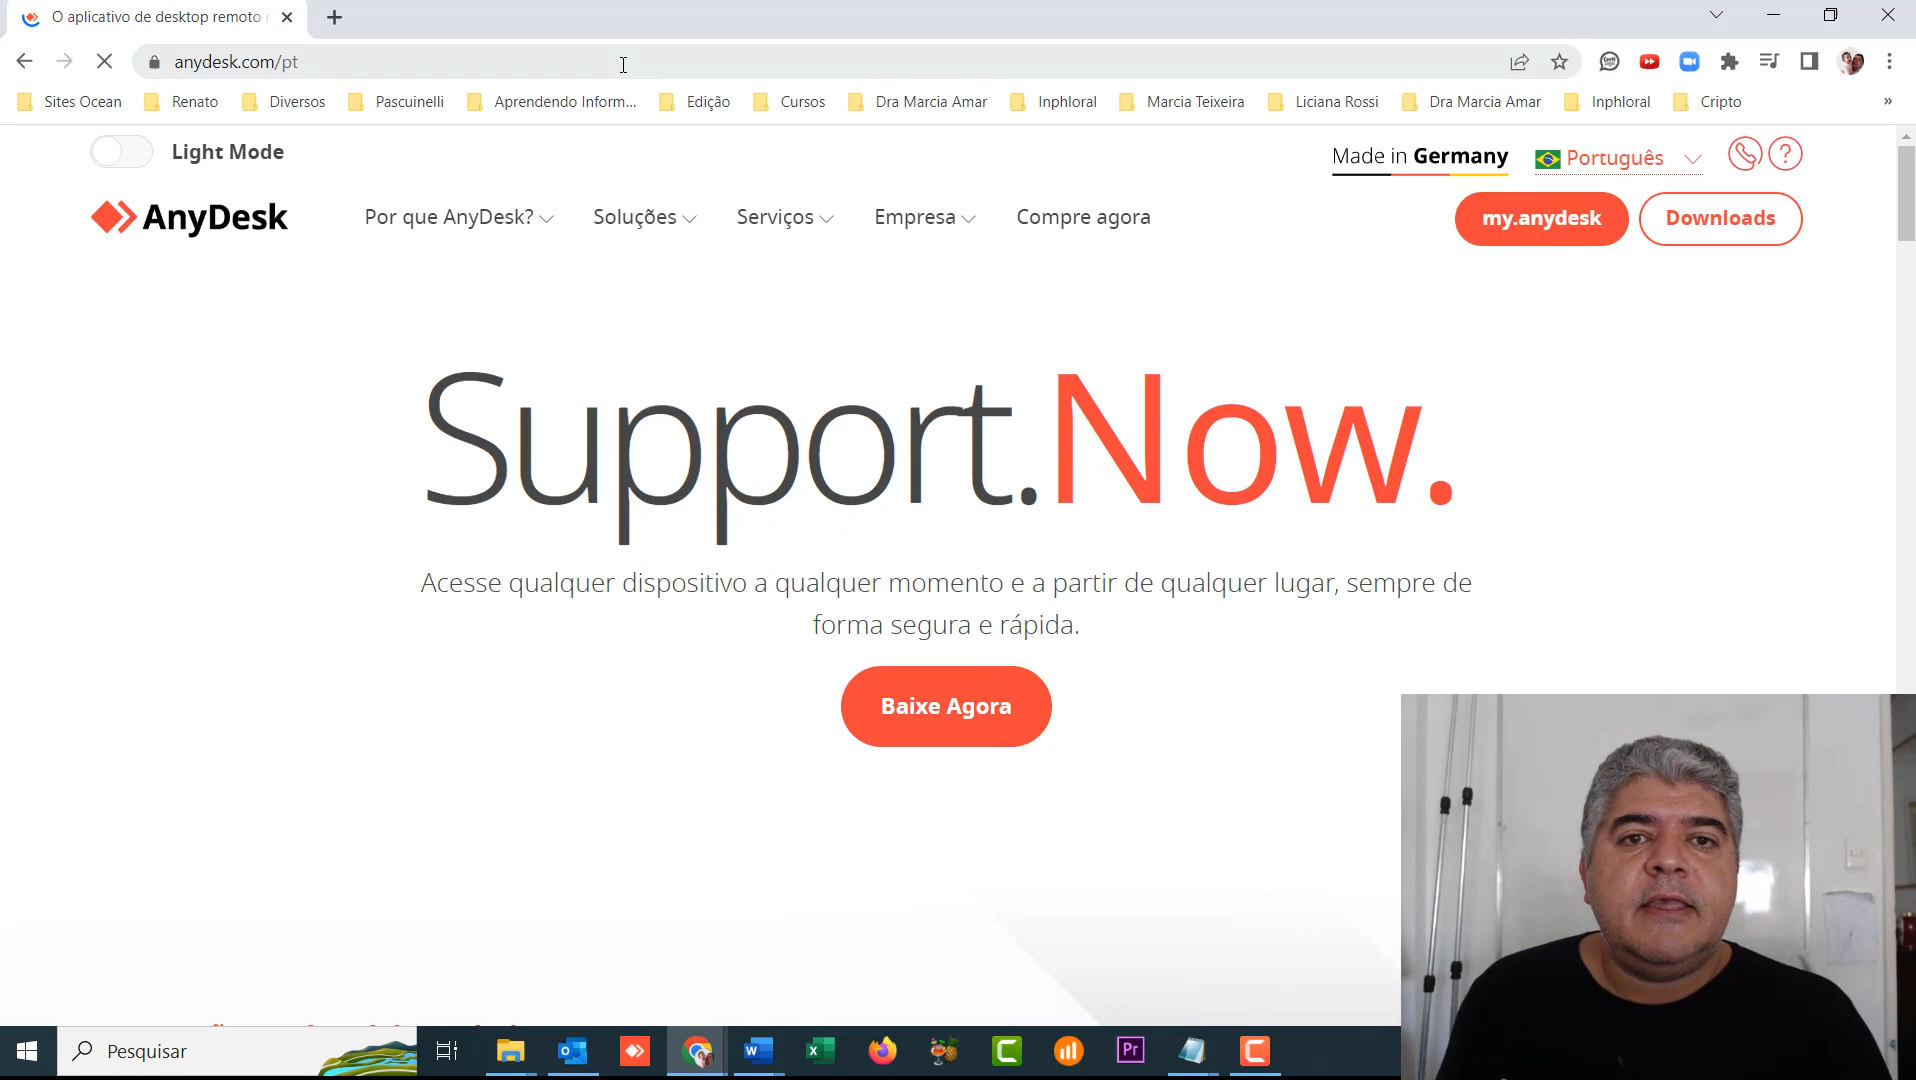 O aplicativo de desktop remoto
anydesk.com/pt
Sites Ocean
Renato
Diversos
Pascuinelli
Aprendendo Inform...
Edição
Cursos
Dra Marcia Amar
Inphloral
Marcia Teixeira
Liciana Rossi
Dra Marcia Amar
Inphloral
Cripto
»
Light Mode
Made in Germany
Português
?
AnyDesk
Por que AnyDesk?
Soluções
Serviços
Empresa
Compre agora
my.anydesk
Downloads
Support.Now.
Acesse qualquer dispositivo a qualquer momento e a partir de qualquer lugar, sempre de
forma segura e rápida.
Baixe Agora
Pesquisar
Pr